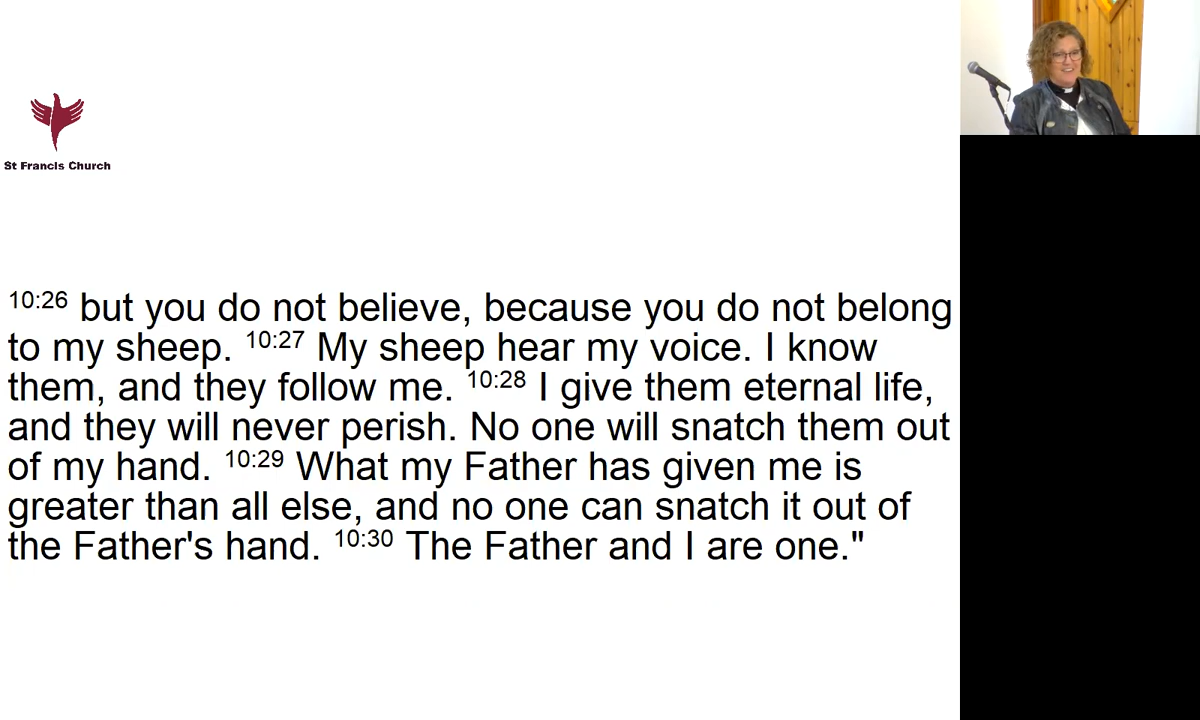 St Francis Church
10:26 but you do not believe, because you do not belong
to my sheep. 10:27 My sheep hear my voice. I know
them, and they follow me. 10:28 I give them eternal life,
and they will never perish. No one will snatch them out
of my hand. 10:29 What my Father has given me is
greater than all else, and no one can snatch it out of
the Father's hand. 10:30 The Father and I are one."